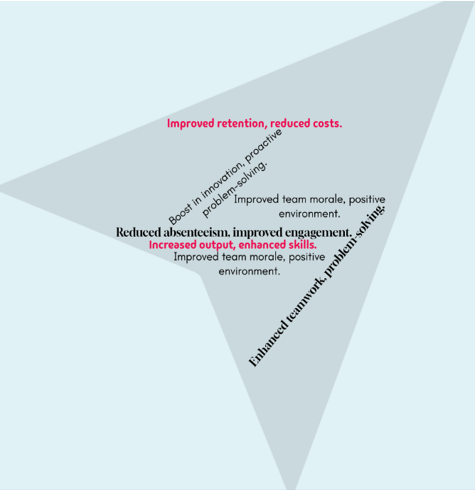 Improved retention, reduced costs.
Boost in innovation, proactive
problem-solving.
Improved team morale, positive
environment.
Reduced absenteeism, improved engagement.
Increased output, enhanced skills.
Improved team morale, positive
environment.
Enhanced teamwork, problem-solving.